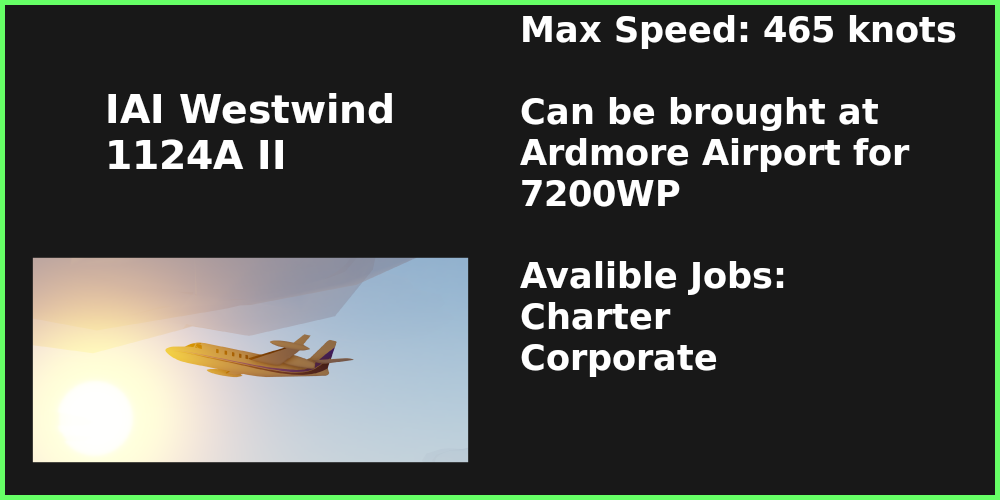 IAI Westwind
1124A II
Max Speed: 465 knots
Can be brought at
Ardmore Airport for
7200WP
Avalible Jobs:
Charter
Corporate